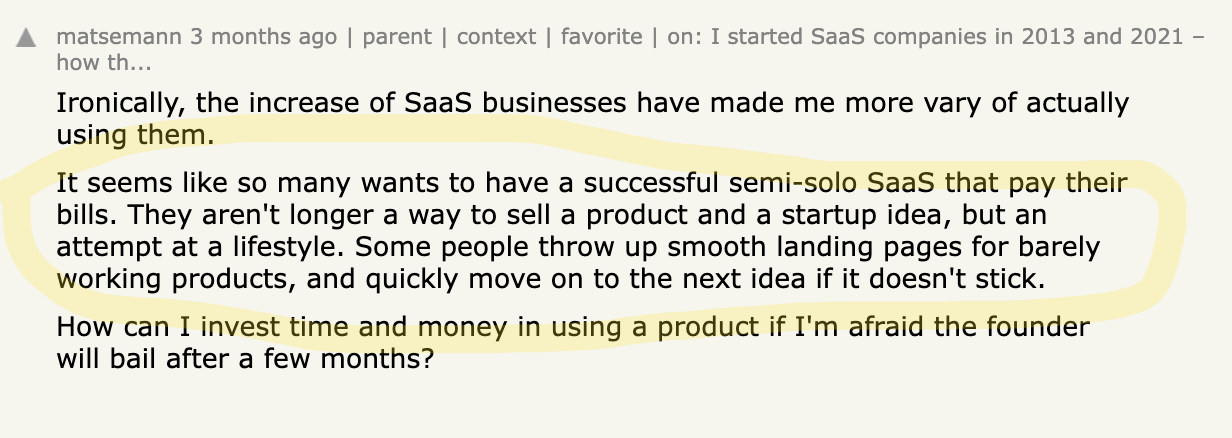 matsemann 3 months ago | parent | context | favorite | on: I started SaaS companies in 2013 and 2021 –
how th...
Ironically, the increase of SaaS businesses have made me more vary of actually
using them.
It seems like so many wants to have a successful semi-solo SaaS that pay their
bills. They aren't longer a way to sell a product and a startup idea, but an
attempt at a lifestyle. Some people throw up smooth landing pages for barely
working products, and quickly move on to the next idea if it doesn't stick.
How can I invest time and money in using a product if I'm afraid the founder
will bail after a few months?